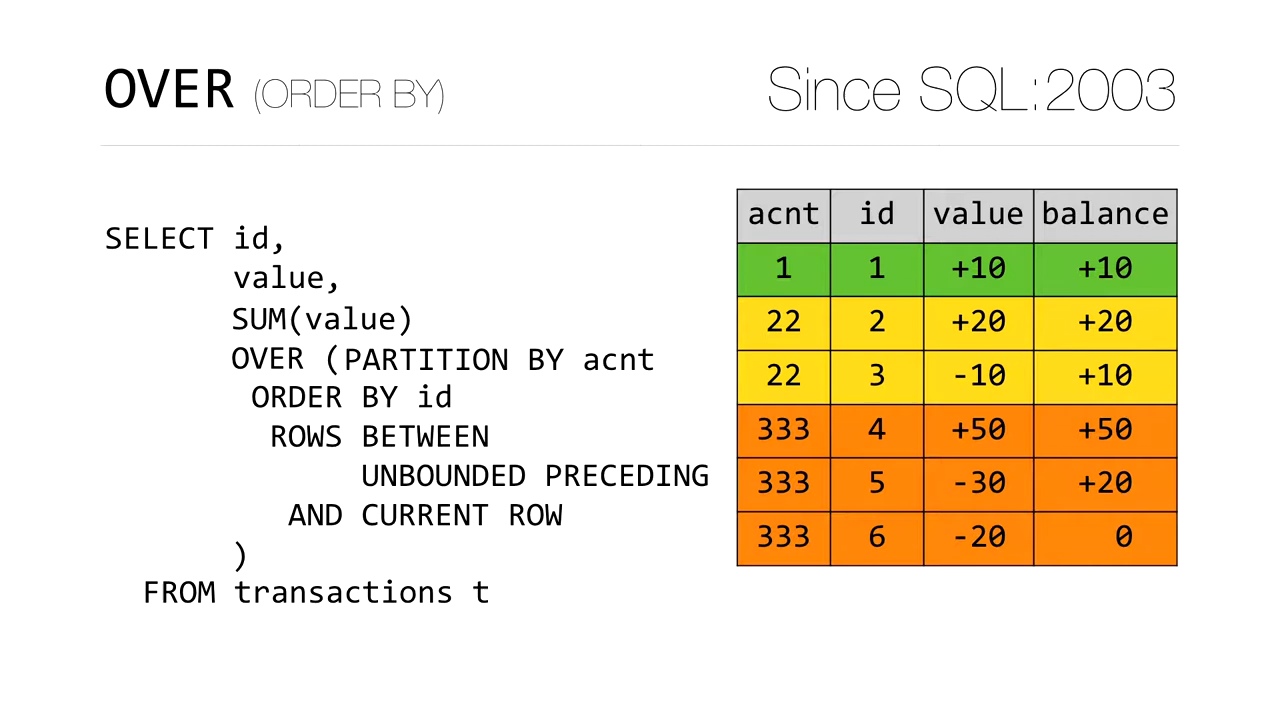 OVER (ORDER BY)
Since SQL:2003
SELECT id,
value,
SUM(value)
OVER (PARTITION BY acnt
ORDER BY id
ROWS BETWEEN
UNBOUNDED PRECEDING
AND CURRENT ROW
)
FROM transactions t
acnt id value balance
1 1 +10 +10
22 2 +20 +20
22 3 -10 +10
333 4 +50 +50
333 5 -30 +20
333 6 -20 0